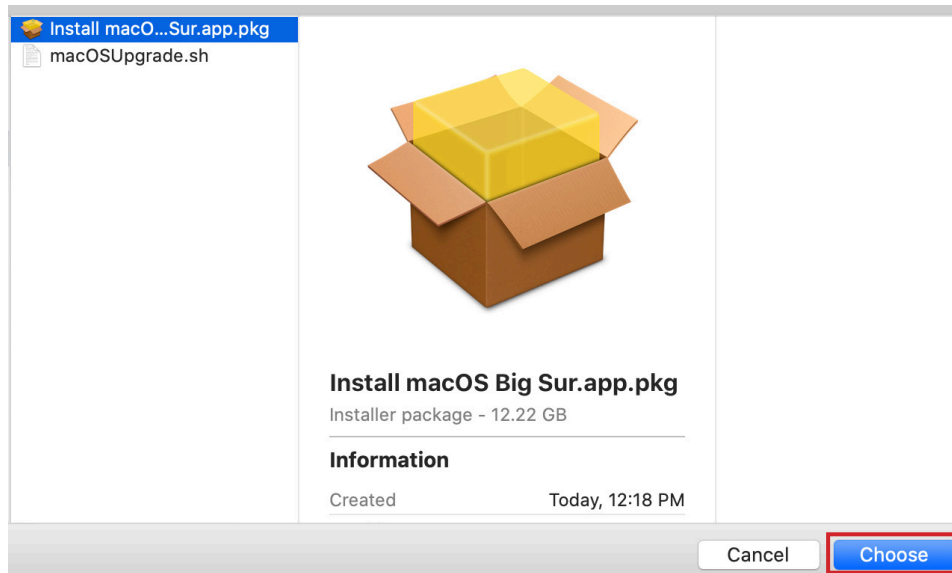 Install macO...Sur.app.pkg
macOSUpgrade.sh
Install macOS Big Sur.app.pkg
Installer package - 12.22 GB
Information
Created Today, 12:18 PM
Cancel Choose